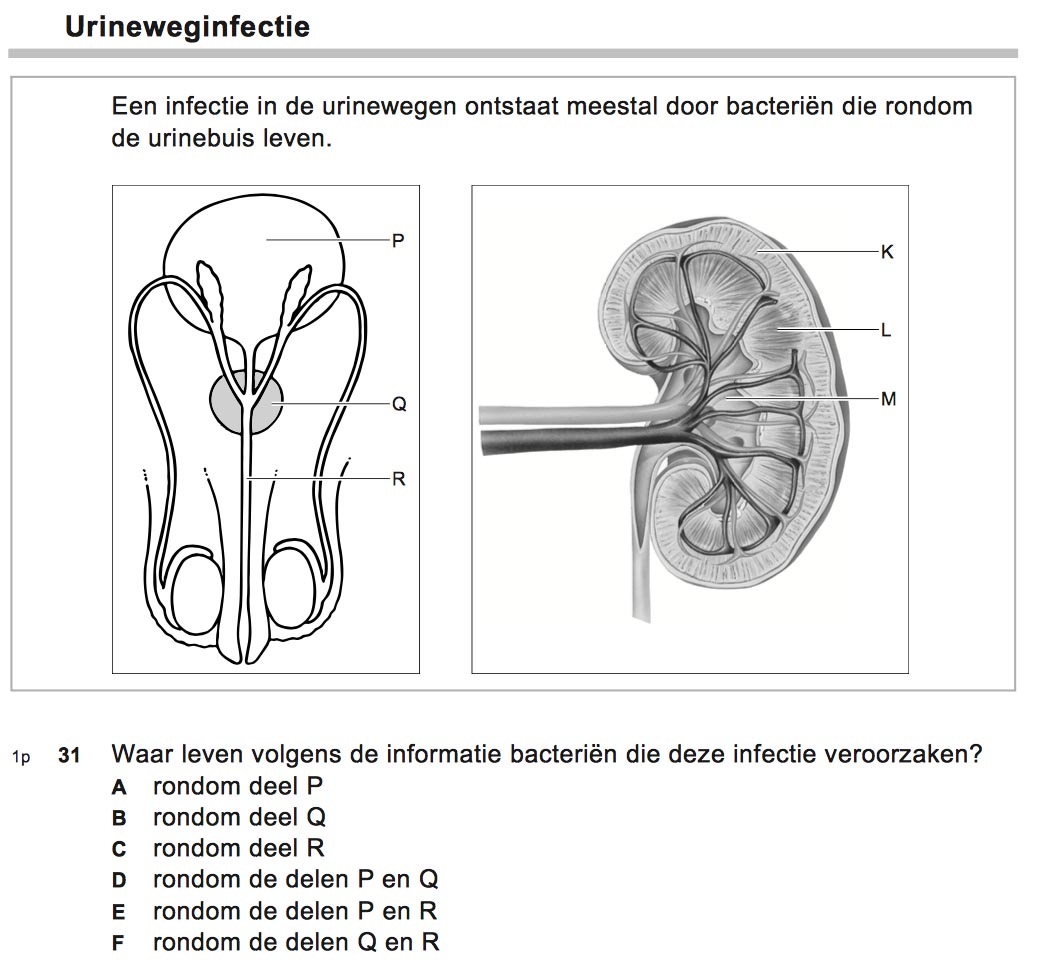 Urineweginfectie
Een infectie in de urinewegen ontstaat meestal door bacteriën die rondom
de urinebuis leven.
P
Q
R
K
L
M
1p 31 Waar leven volgens de informatie bacteriën die deze infectie veroorzaken?
A rondom deel P
B rondom deel Q
C rondom deel R
D rondom de delen P en Q
E rondom de delen P en R
F rondom de delen Q en R